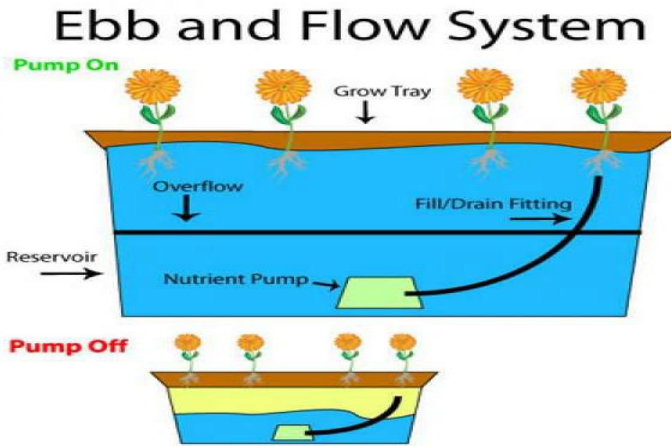 Ebb and Flow System
Pump On
Grow Tray
Overflow
Fill/Drain Fitting
Reservoir
Nutrient Pump
Pump Off